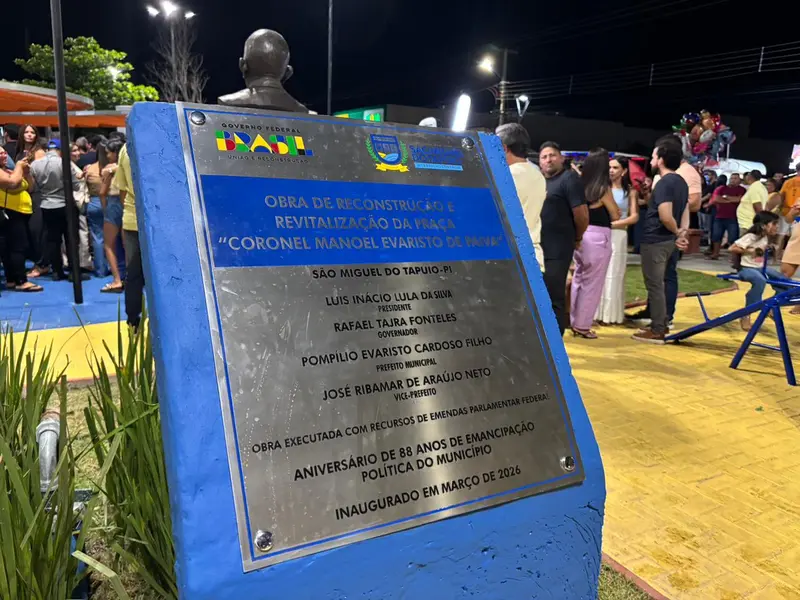 GOVERNO FEDERAL
BRASIL
UNIÃO E RECONSTRUÇÃO
OBRA DE RECONSTRUÇÃO E
REVITALIZAÇÃO DA PRAÇA
“CORONEL MANOEL EVARISTO DE PAIVA”
SÃO MIGUEL DO TAPUIO-PI
LUIS INÁCIO LULA DA SILVA
PRESIDENTE
RAFAEL TAJRA FONTELES
GOVERNADOR
POMPÍLIO EVARISTO CARDOSO FILHO
PREFEITO MUNICIPAL
JOSÉ RIBAMAR DE ARAÚJO NETO
VICE-PREFEITO
OBRA EXECUTADA COM RECURSOS DE EMENDAS PARLAMENTAR FEDERAL
ANIVERSÁRIO DE 88 ANOS DE EMANCIPAÇÃO
POLÍTICA DO MUNICÍPIO
INAUGURADO EM MARÇO DE 2026